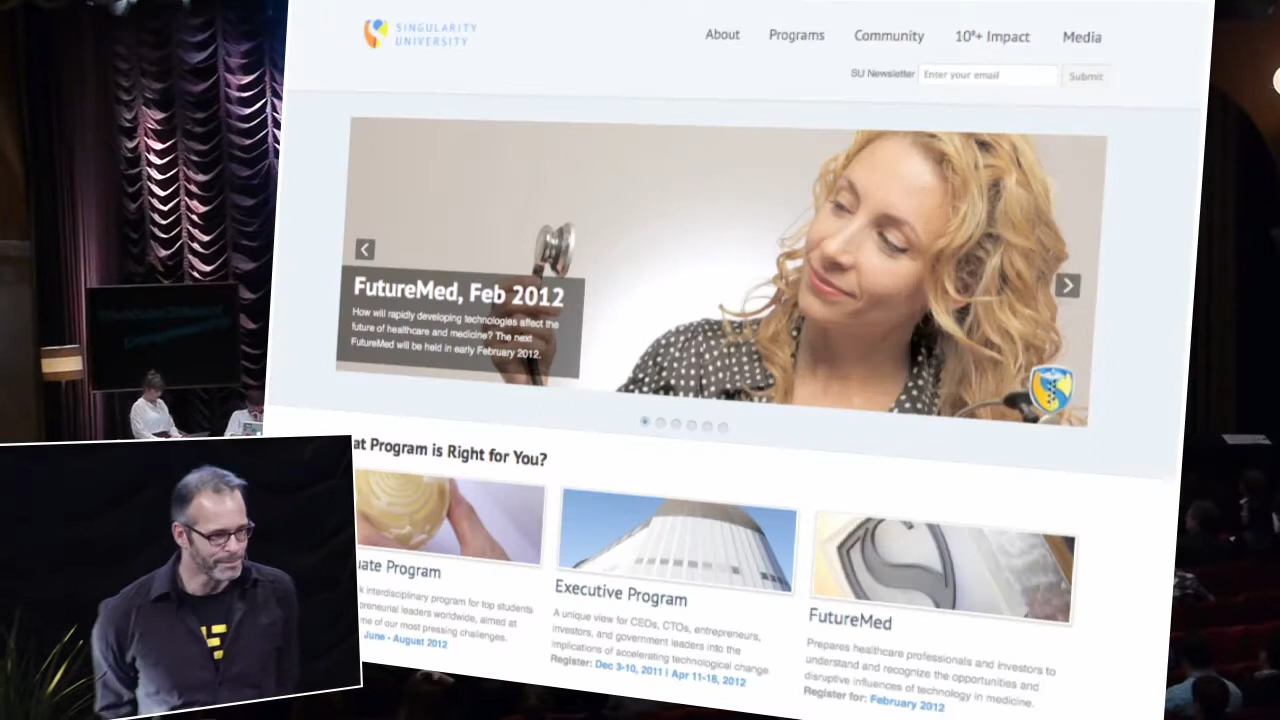 SINGULARITY
UNIVERSITY
About Programs Community 10⁹+ Impact Media
SU Newsletter Enter your email Submit
FutureMed, Feb 2012
How will rapidly developing technologies affect the
future of healthcare and medicine? The next
FutureMed will be held in early February 2012.
at Program is Right for You?
uate Program
k interdisciplinary program for top students
preneurial leaders worldwide, aimed at
me of our most pressing challenges.
June - August 2012
Executive Program
A unique view for CEOs, CTOs, entrepreneurs,
investors, and government leaders into the
implications of accelerating technological change.
Register: Dec 3-10, 2011 | Apr 11-18, 2012
FutureMed
Prepares healthcare professionals and investors to
understand and recognize the opportunities and
disruptive influences of technology in medicine.
Register for: February 2012